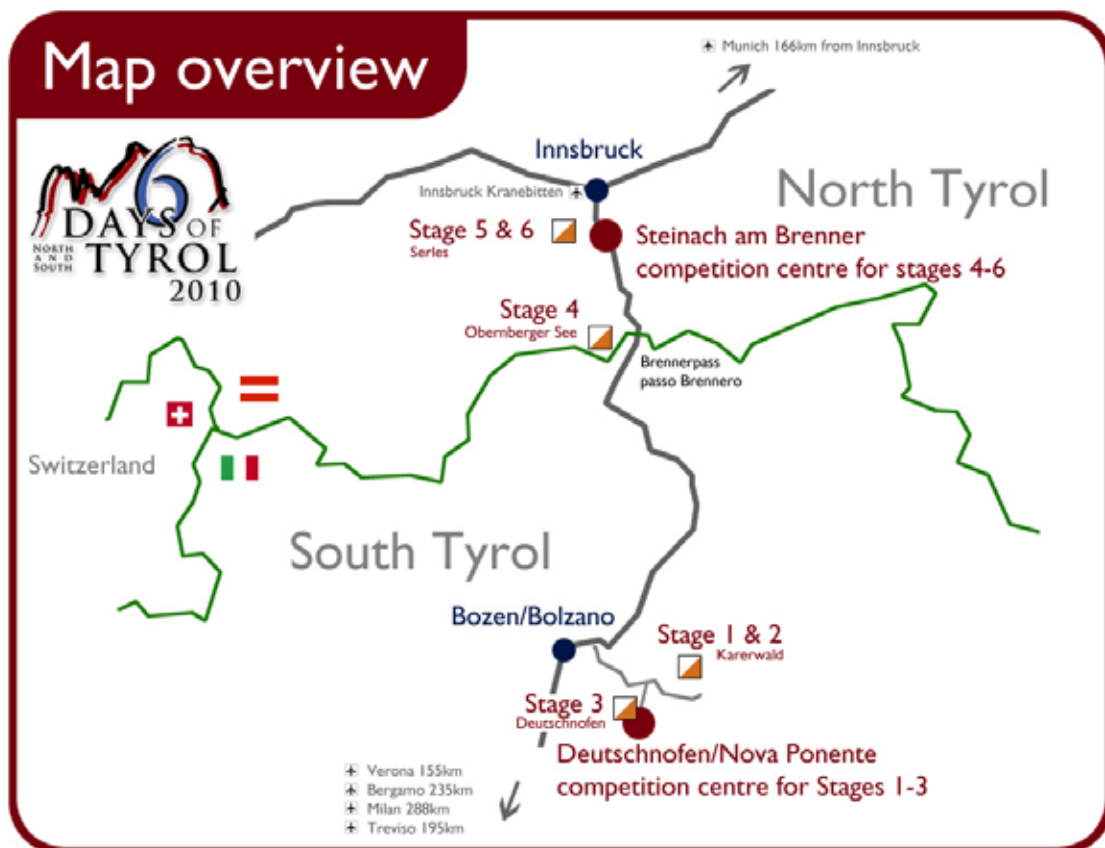 Map overview
Munich 166km from Innsbruck
6
DAYS OF
NORTH
AND
SOUTH
TYROL
2010
Innsbruck
Innsbruck Kranebitten
North Tyrol
Stage 5 & 6
Serles
Steinach am Brenner
competition centre for stages 4-6
Stage 4
Obernberger See
Brennerpass
passo Brennero
Switzerland
South Tyrol
Bozen/Bolzano
Stage 1 & 2
Karerwald
Stage 3
Deutschnofen
Deutschnofen/Nova Ponente
competition centre for Stages 1-3
Verona 155km
Bergamo 235km
Milan 288km
Treviso 195km